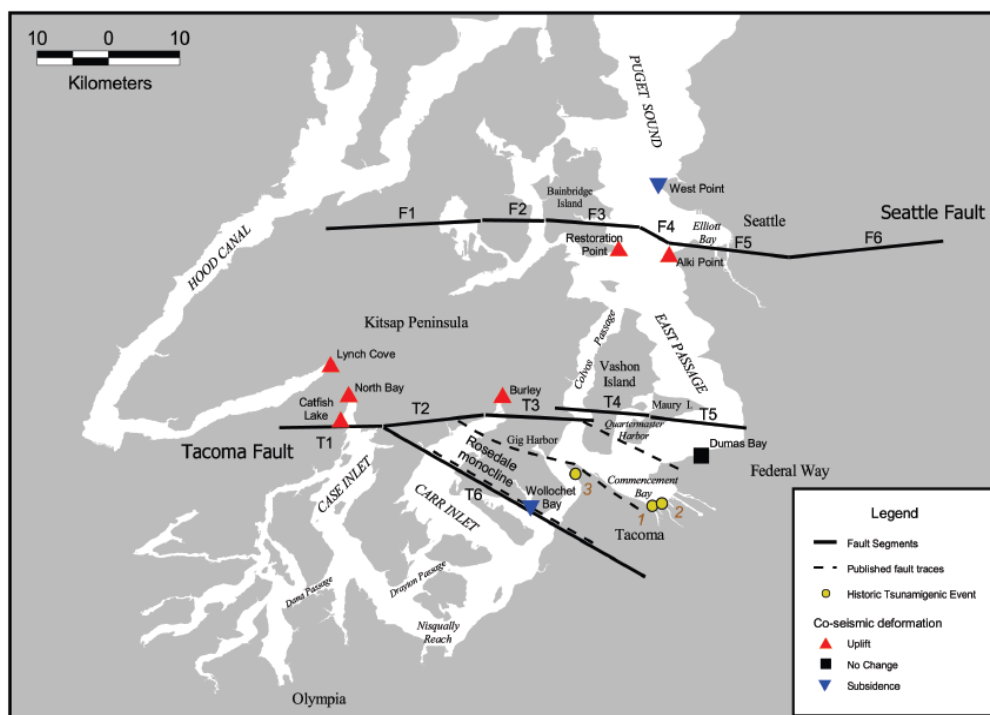 10 0 10
Kilometers
PUGET SOUND
West Point
Bainbridge
Island
F1
F2
F3
F4
Elliott
Bay
F5
Seattle
F6
Seattle Fault
Restoration
Point
Alki Point
HOOD CANAL
Kitsap Peninsula
Colvos Passage
EAST PASSAGE
Vashon
Island
Lynch Cove
North Bay
Catfish
Lake
Burley
T1
T2
T3
T4
Maury I.
T5
Tacoma Fault
Quartermaster
Harbor
Gig Harbor
Dumas Bay
Federal Way
Rosedale
monocline
CASE INLET
CARR INLET
T6
Wollochet
Bay
3
Commencement
Bay
1
2
Tacoma
Dana Passage
Drayton Passage
Nisqually
Reach
Olympia
Legend
Fault Segments
Published fault traces
Historic Tsunamigenic Event
Co-seismic deformation
Uplift
No Change
Subsidence